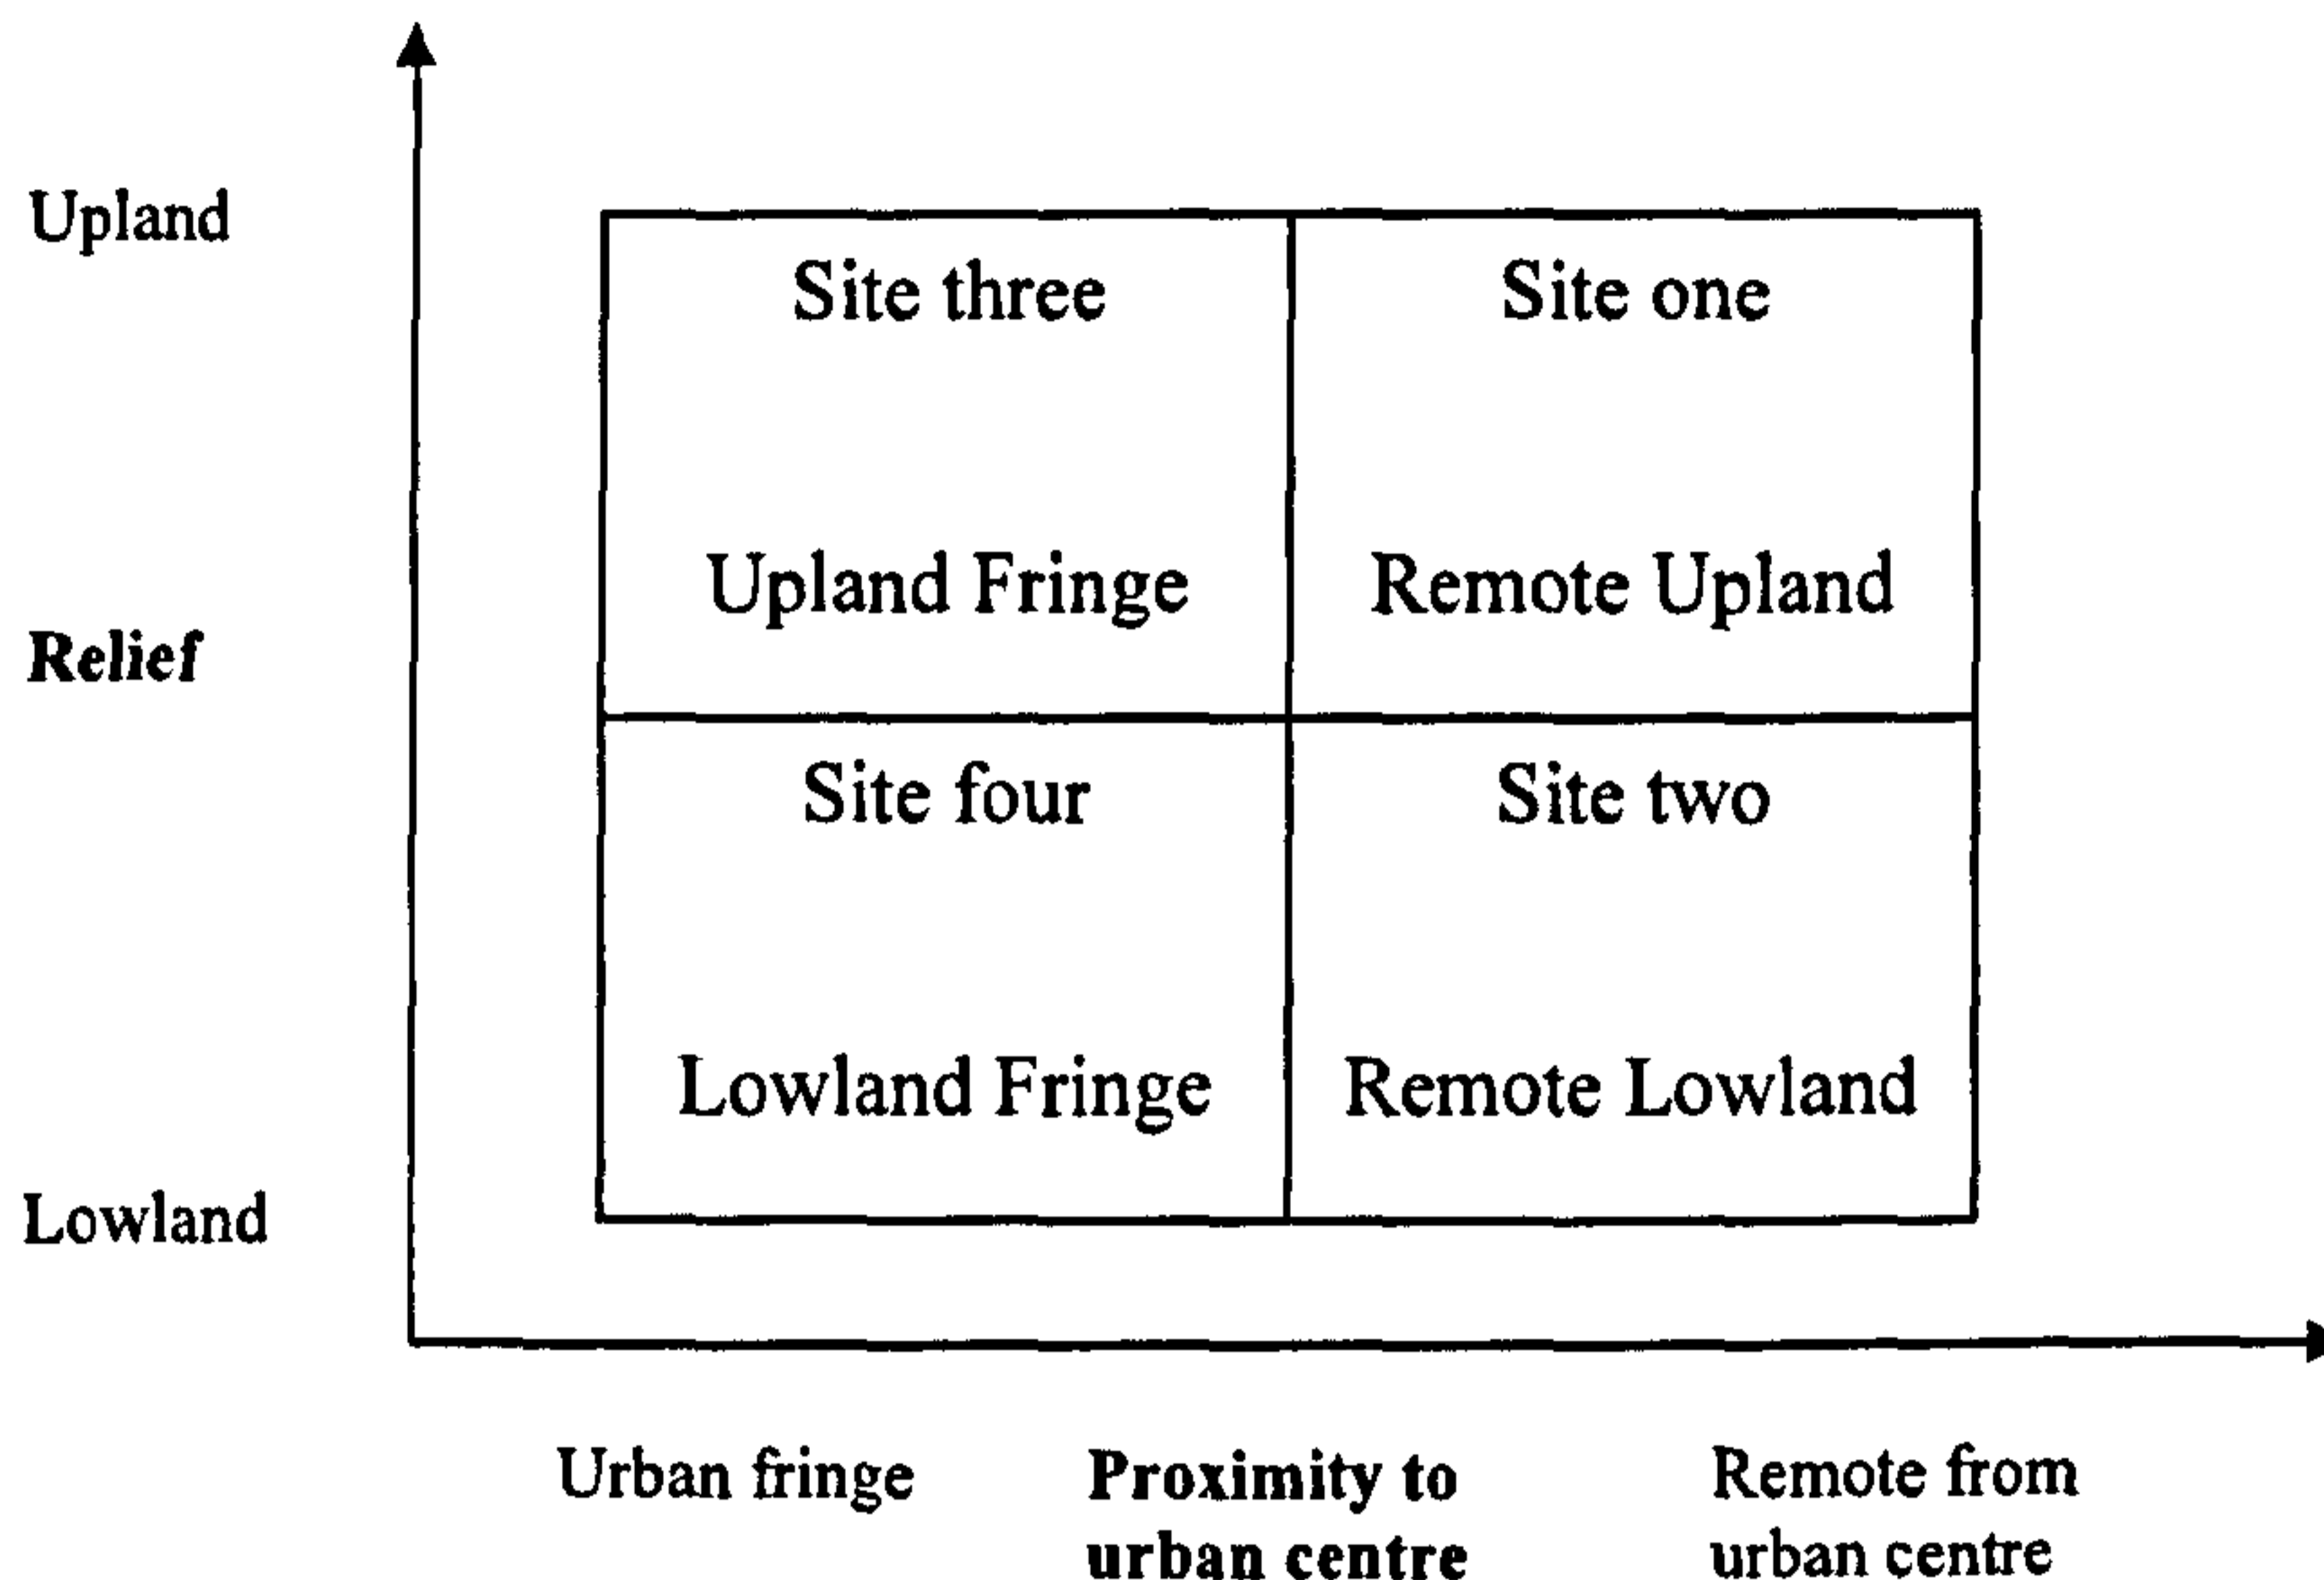 Upland
Site three
Site one
Upland Fringe
Remote Upland
Relief
Site four
Site two
Lowland Fringe
Remote Lowland
Lowland
Urban fringe
Proximity to
urban centre
Remote from
urban centre